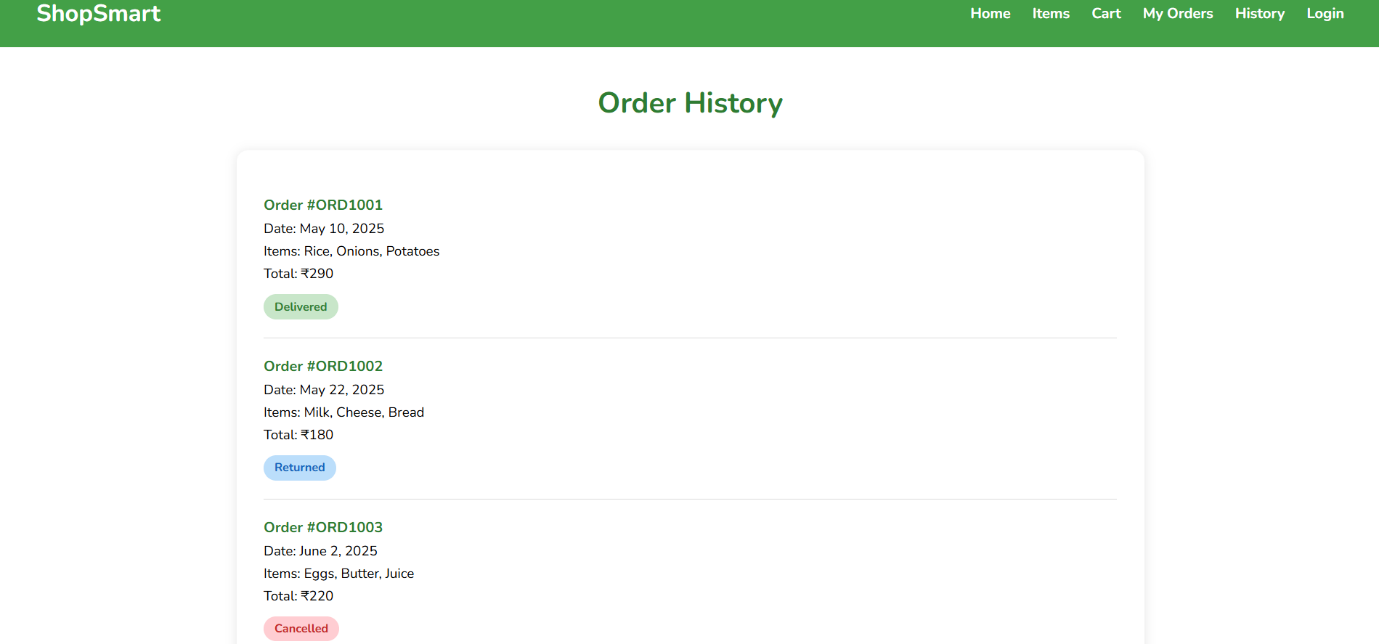 ShopSmart
Home Items Cart My Orders History Login
Order History
Order #ORD1001
Date: May 10, 2025
Items: Rice, Onions, Potatoes
Total: ₹290
Delivered
Order #ORD1002
Date: May 22, 2025
Items: Milk, Cheese, Bread
Total: ₹180
Returned
Order #ORD1003
Date: June 2, 2025
Items: Eggs, Butter, Juice
Total: ₹220
Cancelled